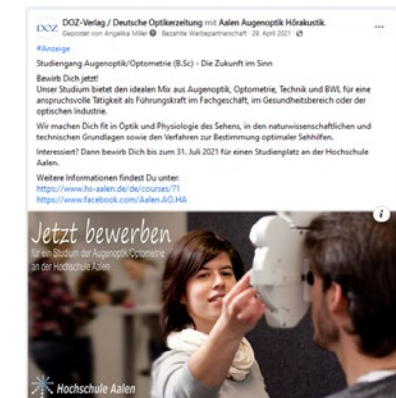 DOZ DOZ-Verlag / Deutsche Optikerzeitung mit Aalen Augenoptik Hörakustik.
Gepostet von Angelika Miller · Bezahlte Werbepartnerschaft · 28. April 2021 ·
#Anzeige
Studiengang Augenoptik/Optometrie (B.Sc) - Die Zukunft im Sinn
Bewirb Dich jetzt!
Unser Studium bietet den idealen Mix aus Augenoptik, Optometrie, Technik und BWL für eine
anspruchsvolle Tätigkeit als Führungskraft im Fachgeschäft, im Gesundheitsbereich oder der
optischen Industrie.
Wir machen Dich fit in Optik und Physiologie des Sehens, in den naturwissenschaftlichen und
technischen Grundlagen sowie den Verfahren zur Bestimmung optimaler Sehhilfen.
Interessiert? Dann bewirb Dich bis zum 31. Juli 2021 für einen Studienplatz an der Hochschule
Aalen.
Weitere Informationen findest Du unter:
https://www.hs-aalen.de/de/courses/71
https://www.facebook.com/Aalen.AO.HA
Jetzt bewerben
für ein Studium der Augenoptik/Optometrie
an der Hochschule Aalen
Hochschule Aalen